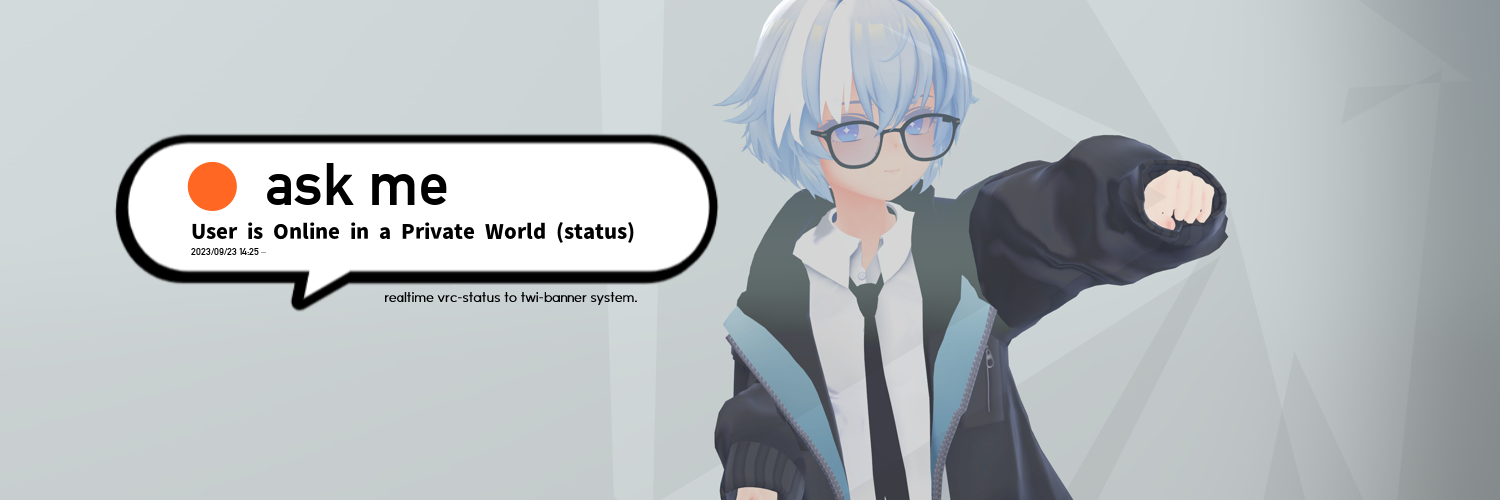 ask me
User is Online in a Private World (status)
2023/09/23 14:25 –
realtime vrc-status to twi-banner system.